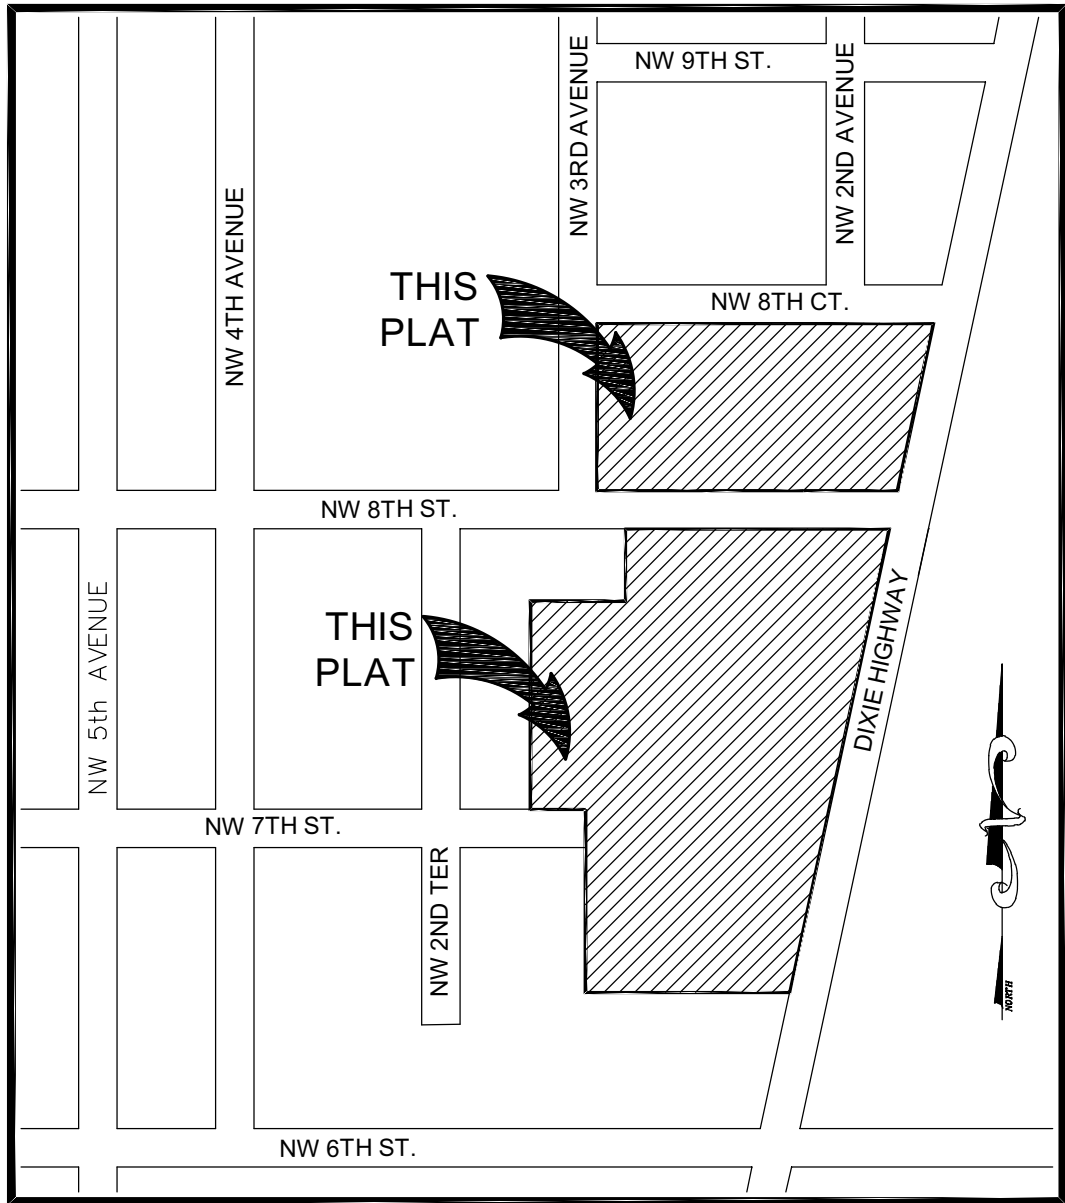 NW 9TH ST.
NW 3RD AVENUE
NW 2ND AVENUE
NW 4TH AVENUE
THIS
PLAT
NW 8TH CT.
NW 8TH ST.
NW 5th AVENUE
THIS
PLAT
DIXIE HIGHWAY
NW 7TH ST.
NW 2ND TER
NORTH
NW 6TH ST.